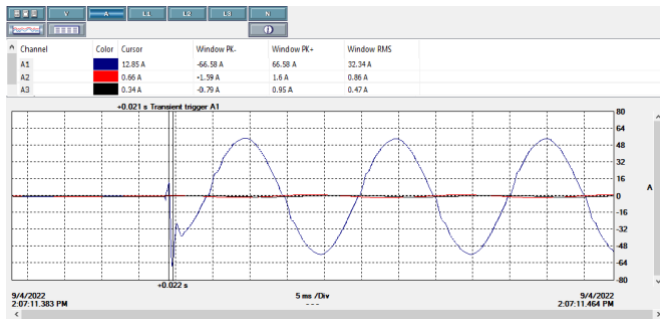 V A L1 L2 L3 N
Channel Color Cursor Window PK- Window PK+ Window RMS
A1 12.85 A -66.58 A 66.58 A 32.34 A
A2 0.66 A -1.59 A 1.6 A 0.86 A
A3 0.34 A -0.79 A 0.95 A 0.47 A
+0.021 s Transient trigger A1
80
64
48
32
16
0
-16
-32
-48
-64
-80
A
+0.022 s
9/4/2022 5 ms /Div 9/4/2022
2:07:11.383 PM --- 2:07:11.464 PM